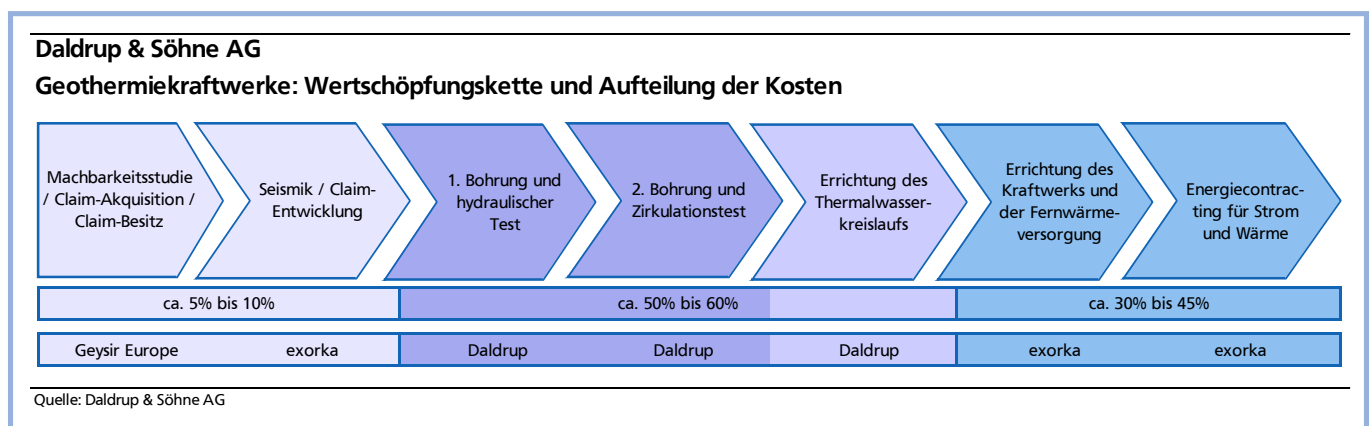 Daldrup & Söhne AG
Geothermiekraftwerke: Wertschöpfungskette und Aufteilung der Kosten
Machbarkeitsstudie
/ Claim-Akquisition /
Claim-Besitz
Seismik / Claim-
Entwicklung
1. Bohrung und
hydraulischer
Test
2. Bohrung und
Zirkulationstest
Errichtung des
Thermalwasser-
kreislaufs
Errichtung des
Kraftwerks und
der Fernwärme-
versorgung
Energiecontrac-
ting für Strom
und Wärme
ca. 5% bis 10%
ca. 50% bis 60%
ca. 30% bis 45%
Geysir Europe
exorka
Daldrup
Daldrup
Daldrup
exorka
exorka
Quelle: Daldrup & Söhne AG